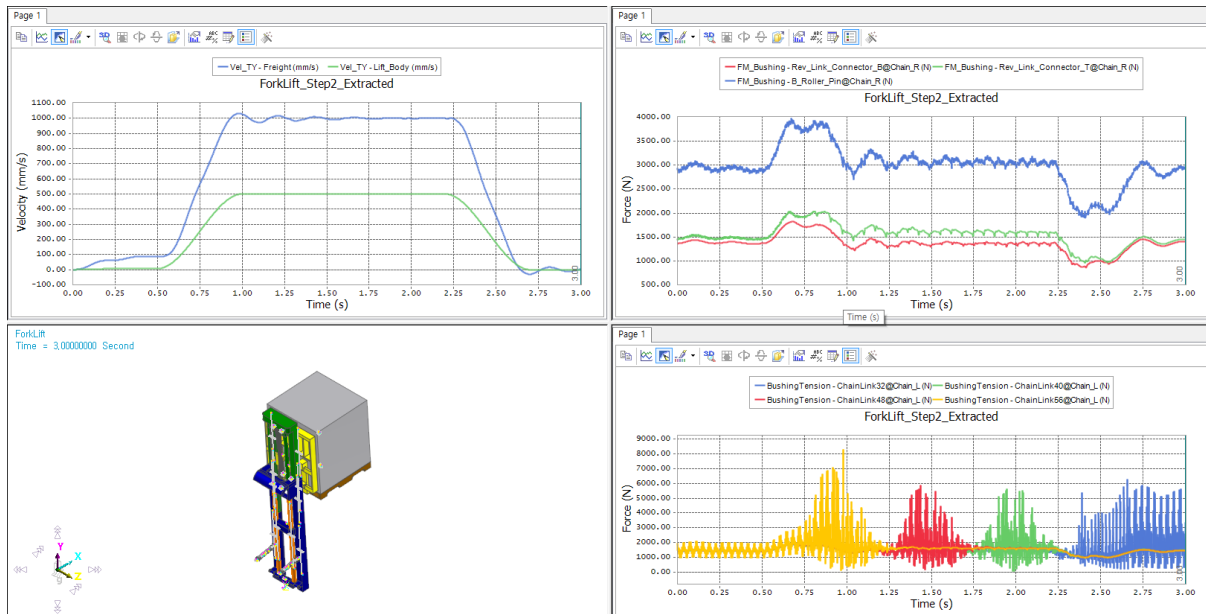 Page 1
Vel_TY - Freight (mm/s) Vel_TY - Lift_Body (mm/s)
ForkLift_Step2_Extracted
1100.00
1000.00
900.00
800.00
700.00
600.00
500.00
400.00
300.00
200.00
100.00
0.00
-100.00
Velocity (mm/s)
0.00 0.25 0.50 0.75 1.00 1.25 1.50 1.75 2.00 2.25 2.50 2.75 3.00
Time (s)
3.00
Page 1
FM_Bushing - Rev_Link_Connector_B@Chain_R (N) FM_Bushing - Rev_Link_Connector_T@Chain_R (N)
FM_Bushing - B_Roller_Pin@Chain_R (N)
ForkLift_Step2_Extracted
4000.00
3500.00
3000.00
2500.00
2000.00
1500.00
1000.00
500.00
Force (N)
0.00 0.25 0.50 0.75 1.00 1.25 1.50 1.75 2.00 2.25 2.50 2.75 3.00
Time (s)
3.00
Time (s)
ForkLift
Time = 3,00000000 Second
Y
X
Z
Page 1
BushingTension - ChainLink32@Chain_L (N) BushingTension - ChainLink40@Chain_L (N)
BushingTension - ChainLink48@Chain_L (N) BushingTension - ChainLink56@Chain_L (N)
ForkLift_Step2_Extracted
9000.00
8000.00
7000.00
6000.00
5000.00
4000.00
3000.00
2000.00
1000.00
0.00
Force (N)
0.00 0.25 0.50 0.75 1.00 1.25 1.50 1.75 2.00 2.25 2.50 2.75 3.00
Time (s)
3.00